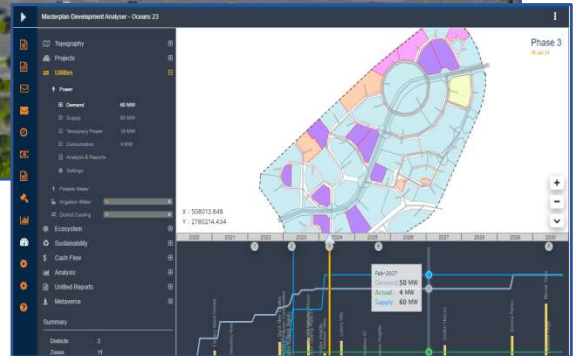 Masterplan Development Analyser - Oceans 23
Topography
Projects
Utilities
Power
Demand 60 MW
Supply 60 MW
Temporary Power 18 MW
Consumption 4 MW
Analysis & Reports
Settings
Potable Water
Irrigation Water
District Cooling
Ecosystem
Sustainability
$ Cash Flow
Analysis
Unified Reports
Metaverse
Summary
Districts : 2
Zones : 11
Phase 3
X : 508013.848
Y : 2780214.434
+
−
2020 2021 2022 2023 2024 2025 2026 2027 2028 2029 2030
Feb-2027
Demand: 50 MW
Actual: 4 MW
Supply: 60 MW